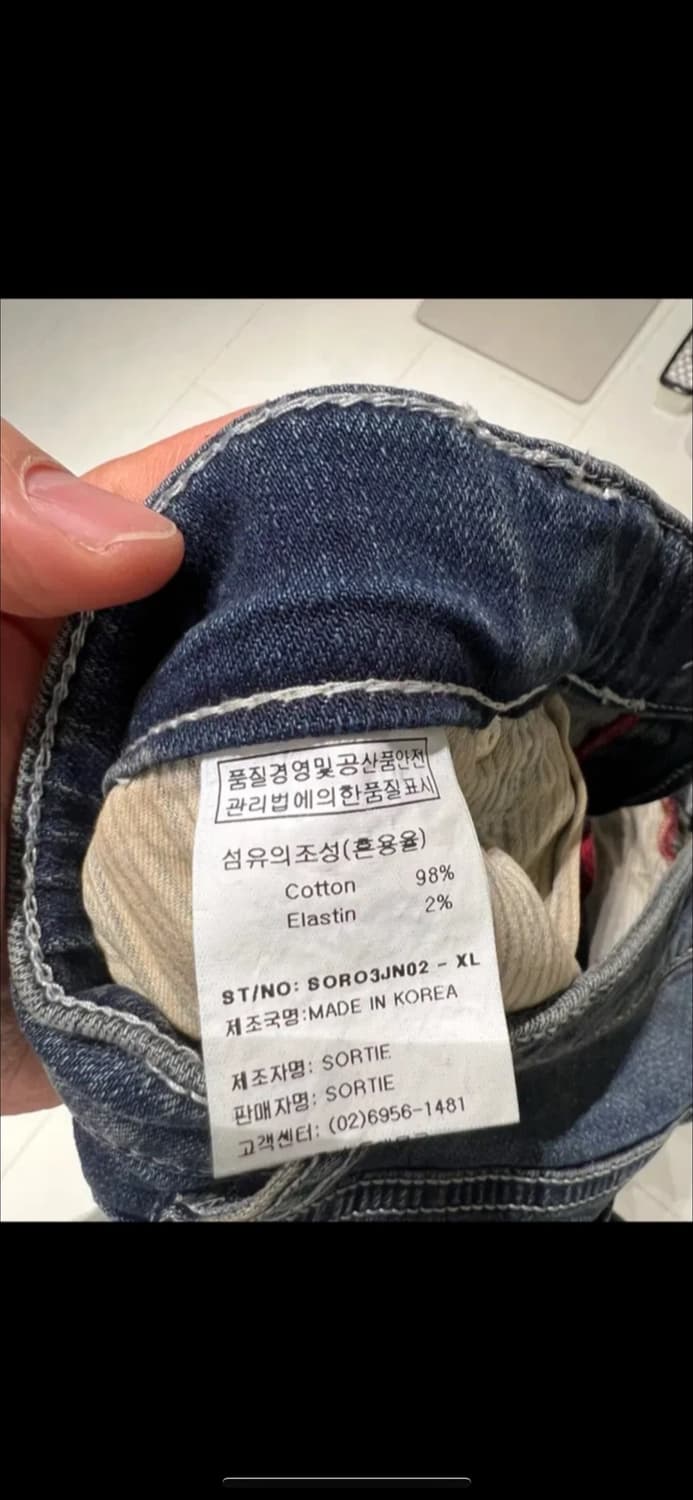 품질경영및공산품안전
관리법에의한품질표시
섬유의조성(혼용율)
Cotton 98%
Elastin 2%
ST/NO: SORO3JN02 - XL
제조국명:MADE IN KOREA
제조자명: SORTIE
판매자명: SORTIE
고객센터: (02)6956-1481